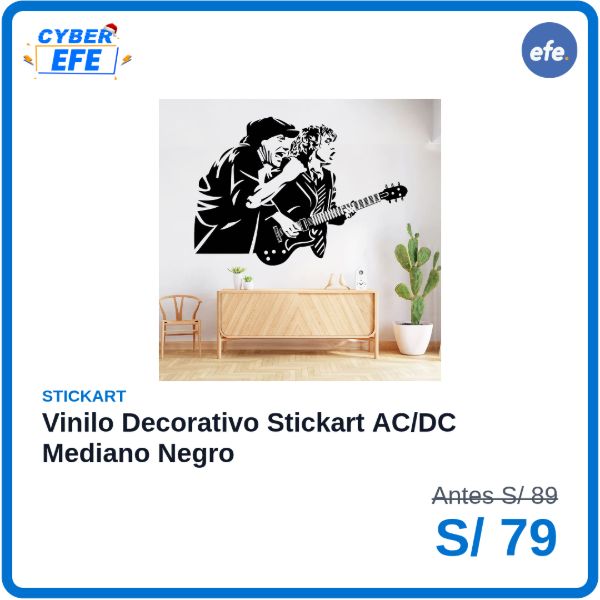 CYBER
EFE
efe.
STICKART
Vinilo Decorativo Stickart AC/DC
Mediano Negro
Antes S/ 89
S/ 79